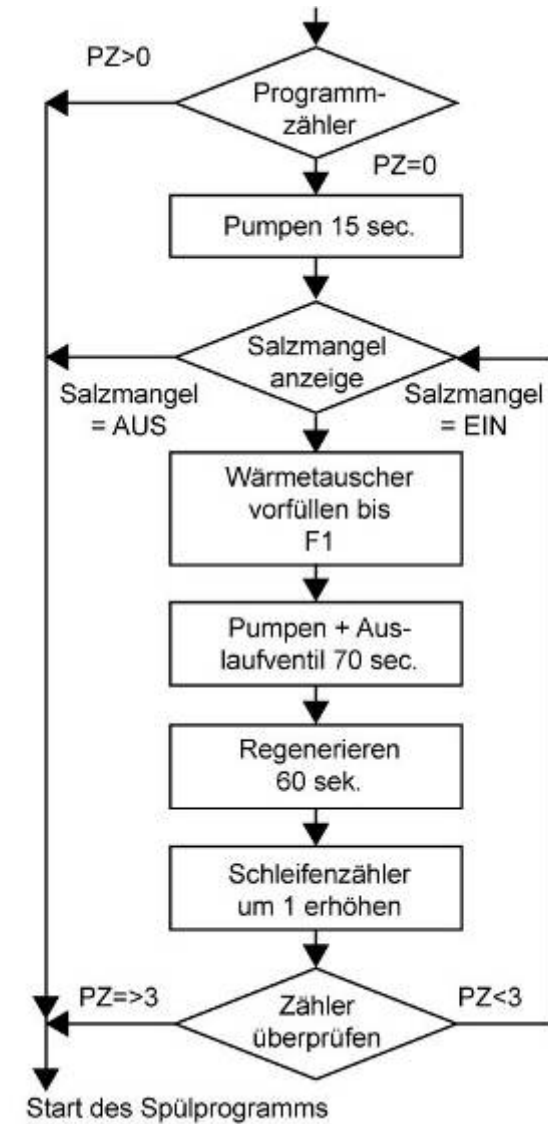 PZ>0
Programm-
zähler
PZ=0
Pumpen 15 sec.
Salzmangel
anzeige
Salzmangel
= AUS
Salzmangel
= EIN
Wärmetauscher
vorfüllen bis
F1
Pumpen + Aus-
laufventil 70 sec.
Regenerieren
60 sek.
Schleifenzähler
um 1 erhöhen
PZ=>3
Zähler
überprüfen
PZ<3
Start des Spülprogramms